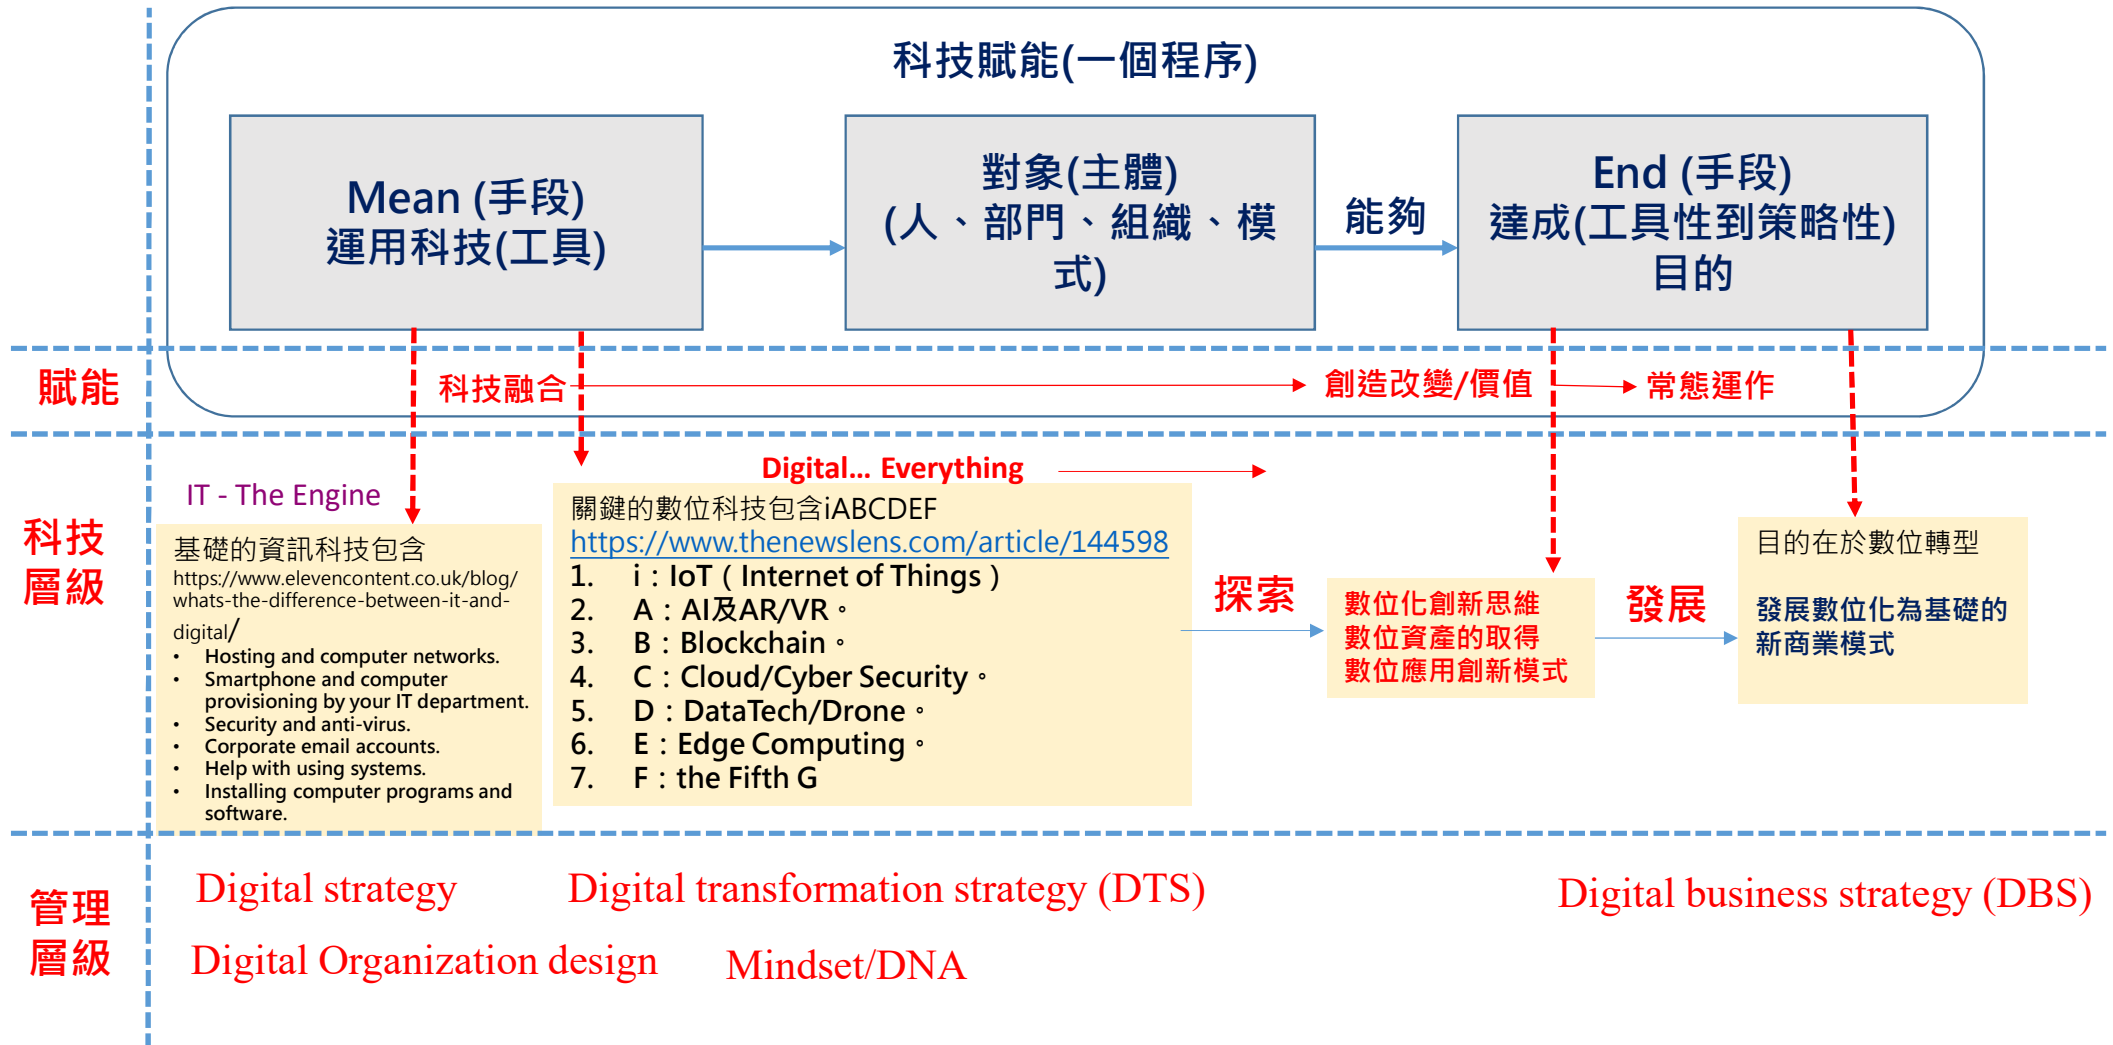 科技賦能(一個程序)
Mean (手段)
運用科技(工具)
對象(主體)
(人、部門、組織、模
式)
能夠
End (手段)
達成(工具性到策略性)
目的
賦能
科技融合
創造改變/價值
常態運作
科技
層級
IT - The Engine
基礎的資訊科技包含
https://www.elevencontent.co.uk/blog/
whats-the-difference-between-it-and-
digital/
• Hosting and computer networks.
• Smartphone and computer
provisioning by your IT department.
• Security and anti-virus.
• Corporate email accounts.
• Help with using systems.
• Installing computer programs and
software.
Digital... Everything
關鍵的數位科技包含iABCDEF
https://www.thenewslens.com/article/144598
1. i：IoT（Internet of Things）
2. A：AI及AR/VR。
3. B：Blockchain。
4. C：Cloud/Cyber Security。
5. D：DataTech/Drone。
6. E：Edge Computing。
7. F：the Fifth G
探索
數位化創新思維
數位資產的取得
數位應用創新模式
發展
目的在於數位轉型
發展數位化為基礎的
新商業模式
管理
層級
Digital strategy
Digital transformation strategy (DTS)
Digital business strategy (DBS)
Digital Organization design
Mindset/DNA